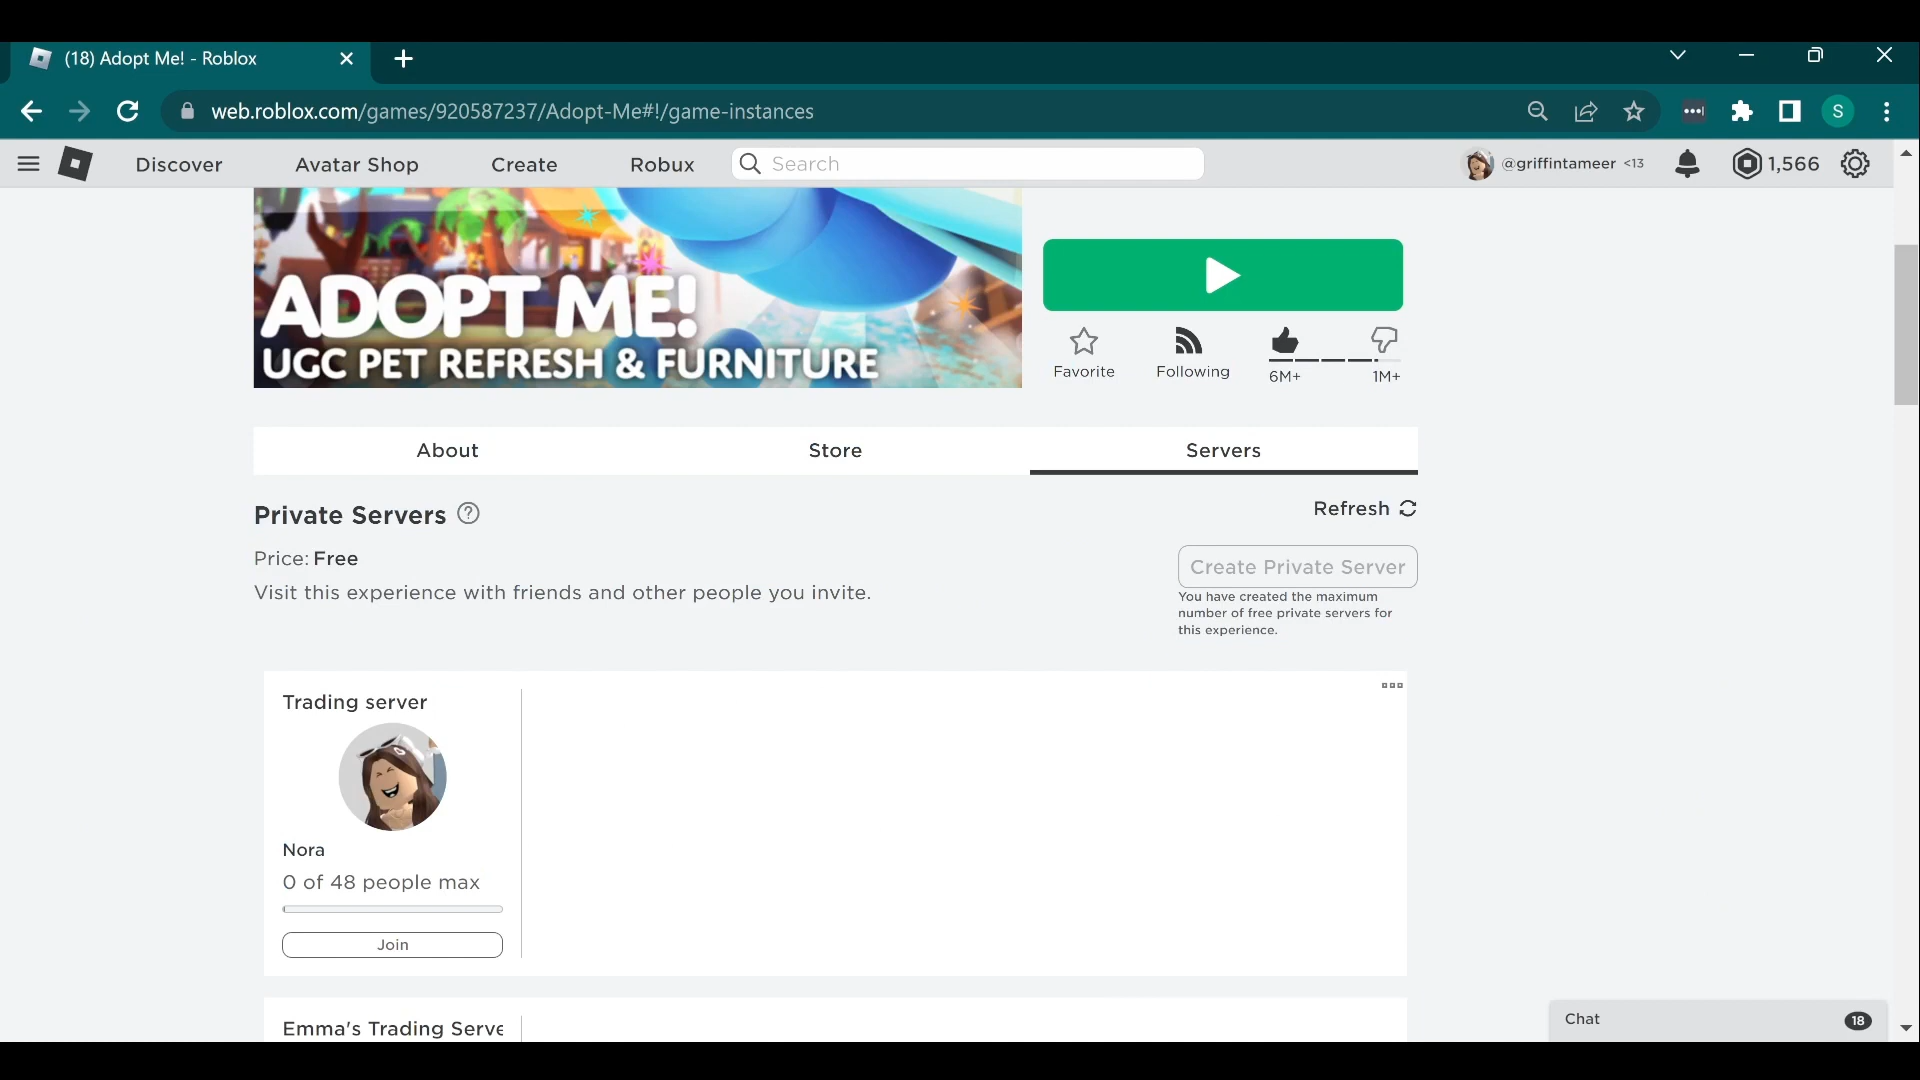 (18) Adopt Me! - Roblox
web.roblox.com/games/920587237/Adopt-Me#!/game-instances
S
Discover Avatar Shop Create Robux Search @griffintameer <13 1,566
ADOPT ME!
UGC PET REFRESH & FURNITURE
Favorite Following 6M+ 1M+
About Store Servers
Private Servers ? Refresh
Price: Free
Visit this experience with friends and other people you invite.
Create Private Server
You have created the maximum
number of free private servers for
this experience.
Trading server
Nora
0 of 48 people max
Join
Emma's Trading Serve
Chat 18